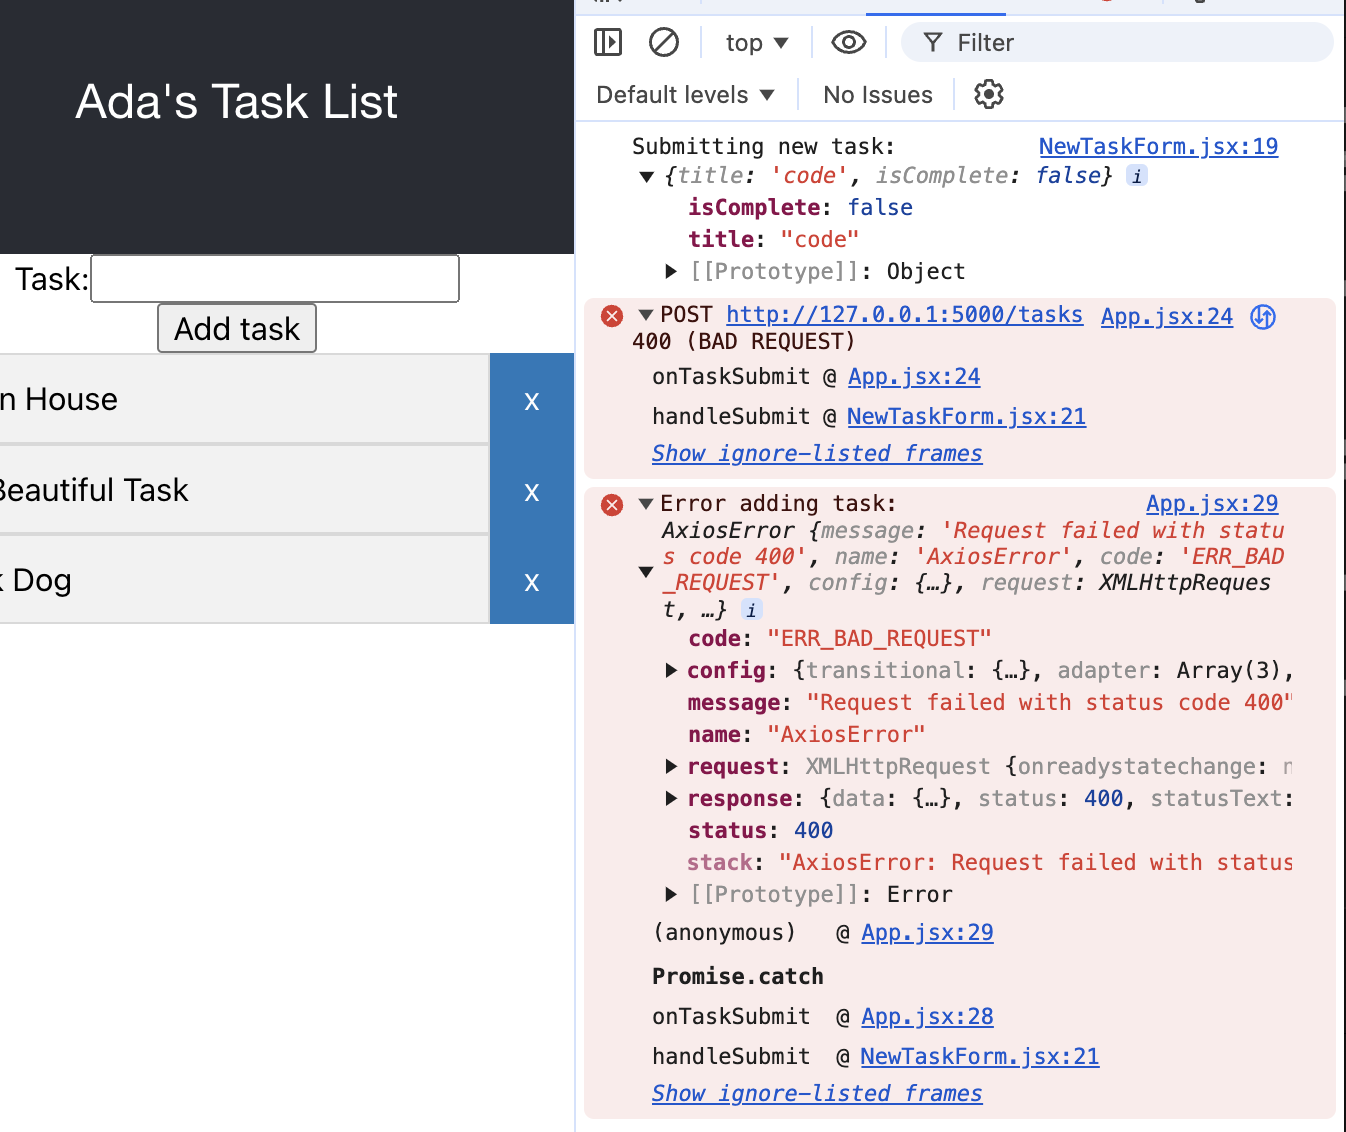 Ada's Task List
Task:
Add task
n House
x
Beautiful Task
x
k Dog
x
top
Filter
Default levels
No Issues
Submitting new task: NewTaskForm.jsx:19
{title: 'code', isComplete: false} i
isComplete: false
title: "code"
[[Prototype]]: Object
POST http://127.0.0.1:5000/tasks App.jsx:24
400 (BAD REQUEST)
onTaskSubmit @ App.jsx:24
handleSubmit @ NewTaskForm.jsx:21
Show ignore-listed frames
Error adding task: App.jsx:29
AxiosError {message: 'Request failed with statu
s code 400', name: 'AxiosError', code: 'ERR_BAD
_REQUEST', config: {…}, request: XMLHttpReques
t, …} i
code: "ERR_BAD_REQUEST"
config: {transitional: {…}, adapter: Array(3),
message: "Request failed with status code 400"
name: "AxiosError"
request: XMLHttpRequest {onreadystatechange: n
response: {data: {…}, status: 400, statusText:
status: 400
stack: "AxiosError: Request failed with status
[[Prototype]]: Error
(anonymous) @ App.jsx:29
Promise.catch
onTaskSubmit @ App.jsx:28
handleSubmit @ NewTaskForm.jsx:21
Show ignore-listed frames